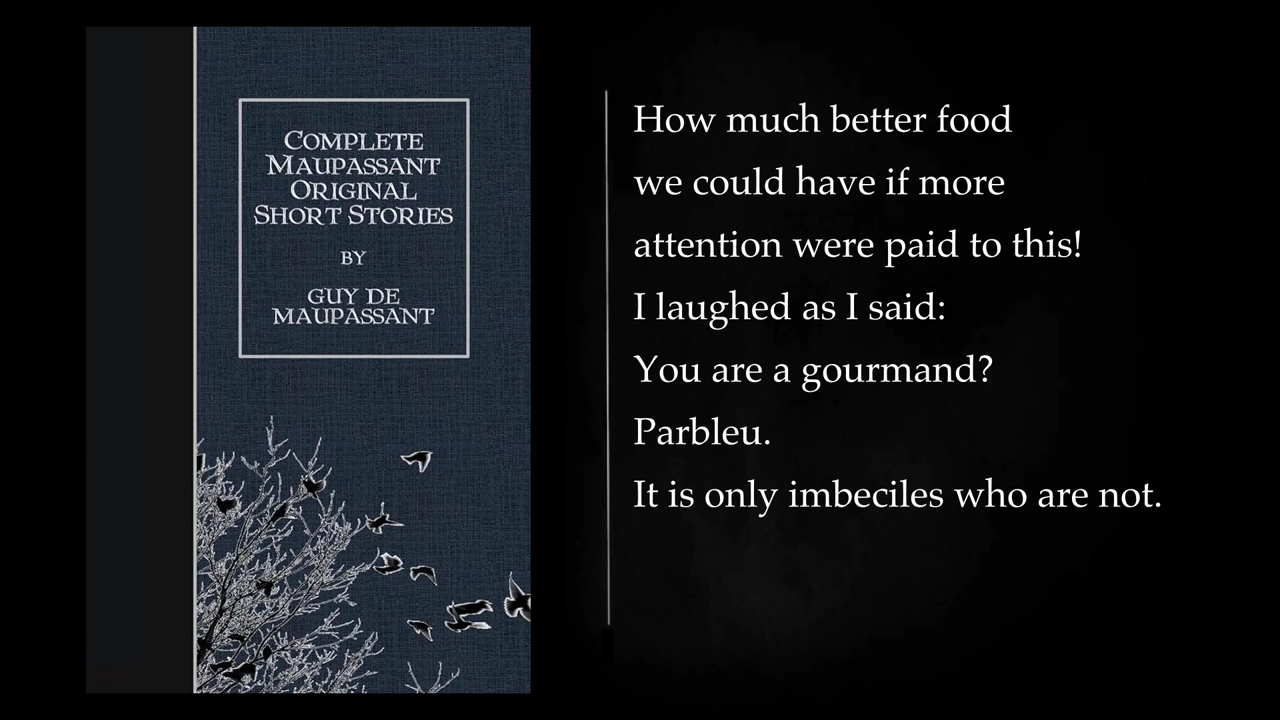 COMPLETE
MAUPASSANT
ORIGINAL
SHORT STORIES
BY
GUY DE
MAUPASSANT
How much better food
we could have if more
attention were paid to this!
I laughed as I said:
You are a gourmand?
Parbleu.
It is only imbeciles who are not.